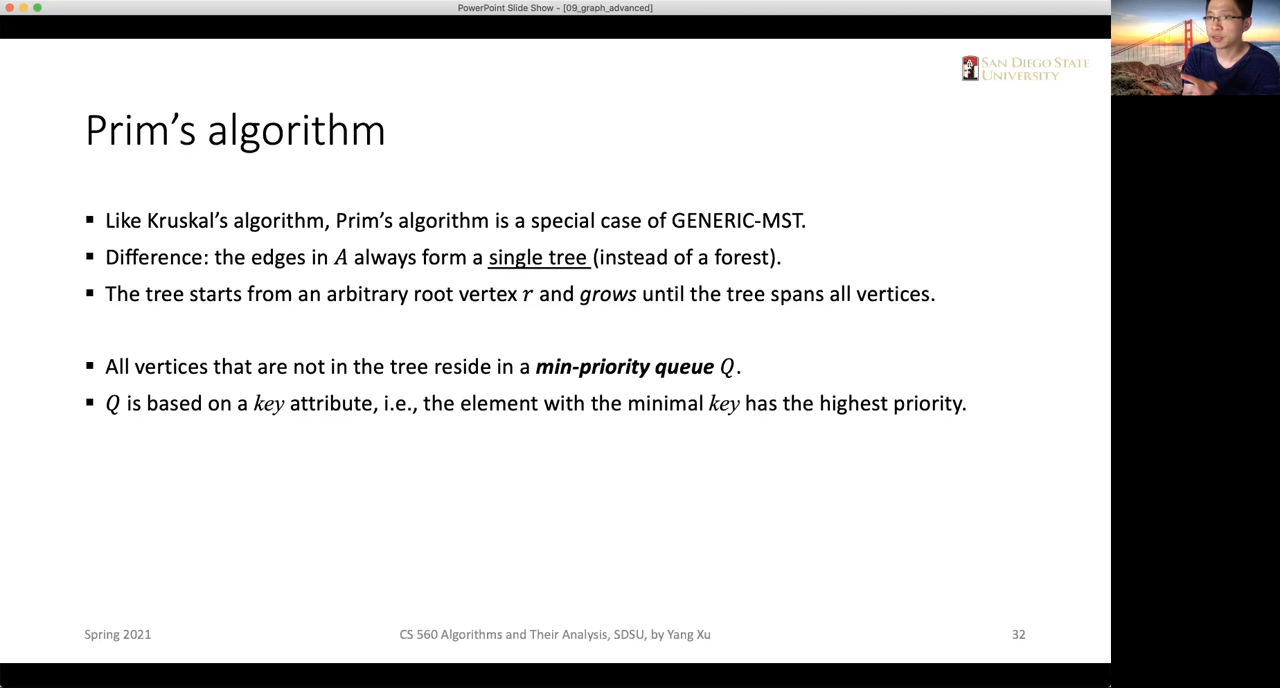 PowerPoint Slide Show - [09_graph_advanced]
SAN DIEGO STATE
UNIVERSITY
Prim’s algorithm
▪ Like Kruskal’s algorithm, Prim’s algorithm is a special case of GENERIC-MST.
▪ Difference: the edges in A always form a single tree (instead of a forest).
▪ The tree starts from an arbitrary root vertex r and grows until the tree spans all vertices.
▪ All vertices that are not in the tree reside in a min-priority queue Q.
▪ Q is based on a key attribute, i.e., the element with the minimal key has the highest priority.
Spring 2021
CS 560 Algorithms and Their Analysis, SDSU, by Yang Xu
32